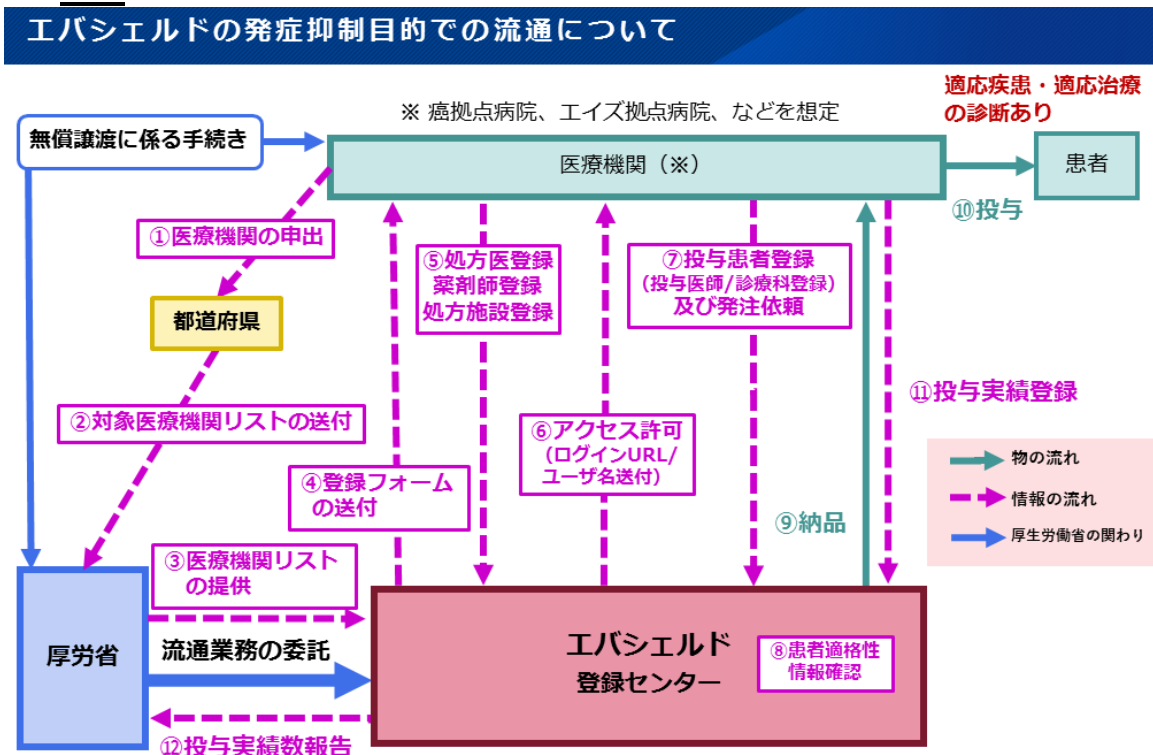 エバシェルドの発症抑制目的での流通について
適応疾患・適応治療
の診断あり
※ 癌拠点病院、エイズ拠点病院、などを想定
無償譲渡に係る手続き
医療機関（※）
患者
⑩投与
①医療機関の申出
⑤処方医登録
薬剤師登録
処方施設登録
⑦投与患者登録
（投与医師/診療科登録）
及び発注依頼
都道府県
⑪投与実績登録
②対象医療機関リストの送付
⑥アクセス許可
（ログインURL/
ユーザ名送付）
④登録フォーム
の送付
⑨納品
物の流れ
情報の流れ
厚生労働省の関わり
③医療機関リスト
の提供
厚労省
流通業務の委託
エバシェルド
登録センター
⑧患者適格性
情報確認
⑫投与実績数報告